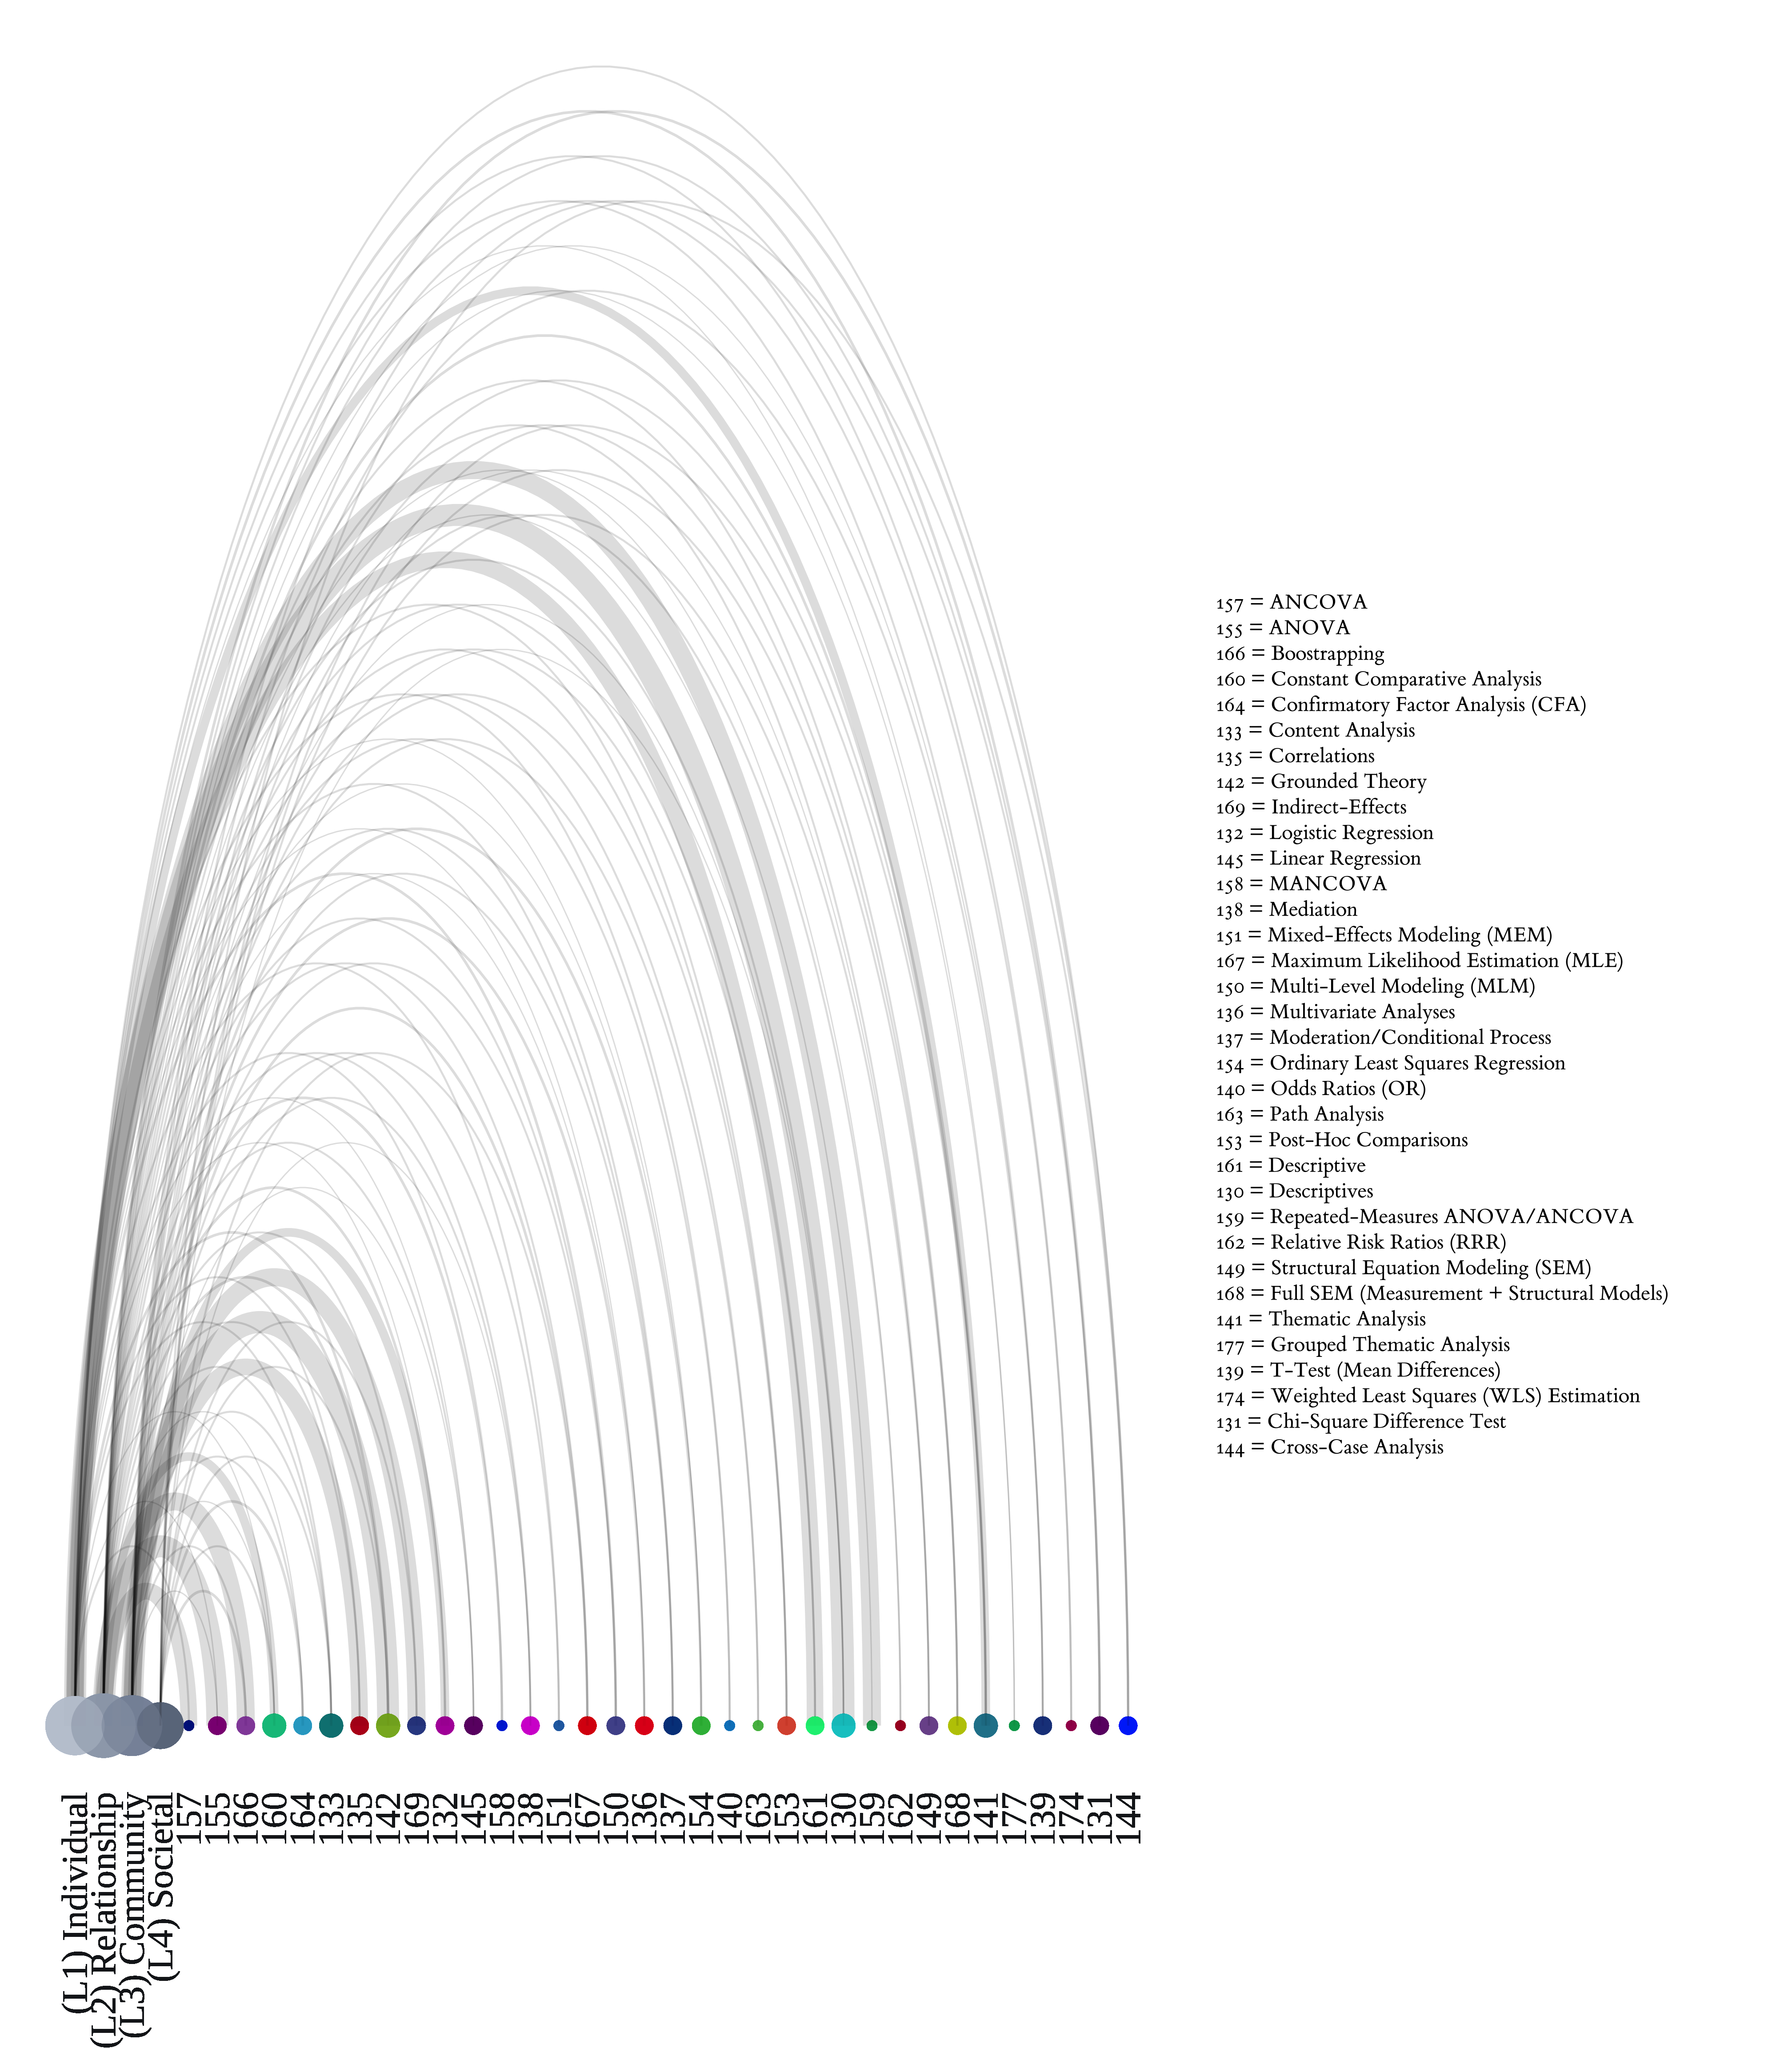 157 = ANCOVA
155 = ANOVA
166 = Boostrapping
160 = Constant Comparative Analysis
164 = Confirmatory Factor Analysis (CFA)
133 = Content Analysis
135 = Correlations
142 = Grounded Theory
169 = Indirect-Effects
132 = Logistic Regression
145 = Linear Regression
158 = MANCOVA
138 = Mediation
151 = Mixed-Effects Modeling (MEM)
167 = Maximum Likelihood Estimation (MLE)
150 = Multi-Level Modeling (MLM)
136 = Multivariate Analyses
137 = Moderation/Conditional Process
154 = Ordinary Least Squares Regression
140 = Odds Ratios (OR)
163 = Path Analysis
153 = Post-Hoc Comparisons
161 = Descriptive
130 = Descriptives
159 = Repeated-Measures ANOVA/ANCOVA
162 = Relative Risk Ratios (RRR)
149 = Structural Equation Modeling (SEM)
168 = Full SEM (Measurement + Structural Models)
141 = Thematic Analysis
177 = Grouped Thematic Analysis
139 = T-Test (Mean Differences)
174 = Weighted Least Squares (WLS) Estimation
131 = Chi-Square Difference Test
144 = Cross-Case Analysis
(L1) Individual
(L2) Relationship
(L3) Community
(L4) Societal
157
155
166
160
164
133
135
142
169
132
145
158
138
151
167
150
136
137
154
140
163
153
161
130
159
162
149
168
141
177
139
174
131
144